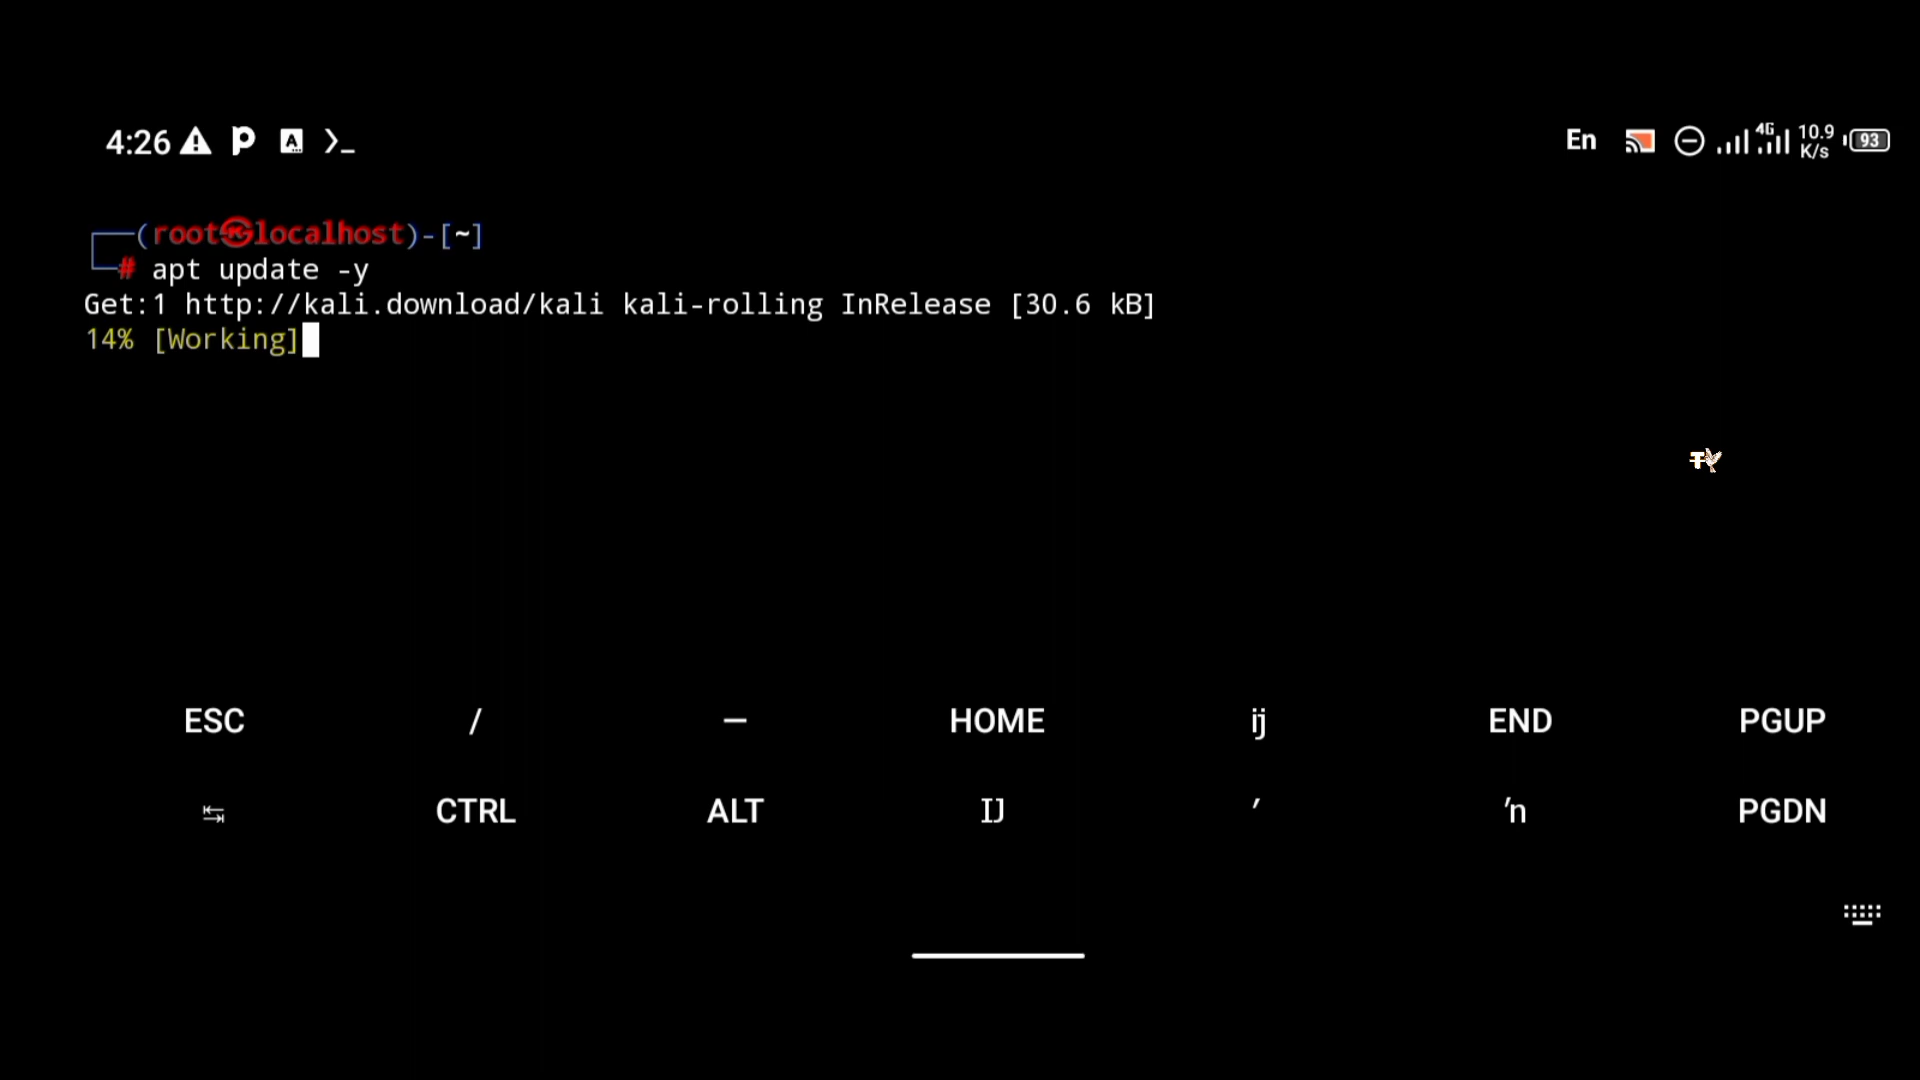 4:26 En 4G 10.9 K/s 93
┌──(root㉿localhost)-[~]
└─# apt update -y
Get:1 http://kali.download/kali kali-rolling InRelease [30.6 kB]
14% [Working]
ESC / — HOME ĳ END PGUP
↹ CTRL ALT Ĳ ′ ŉ PGDN